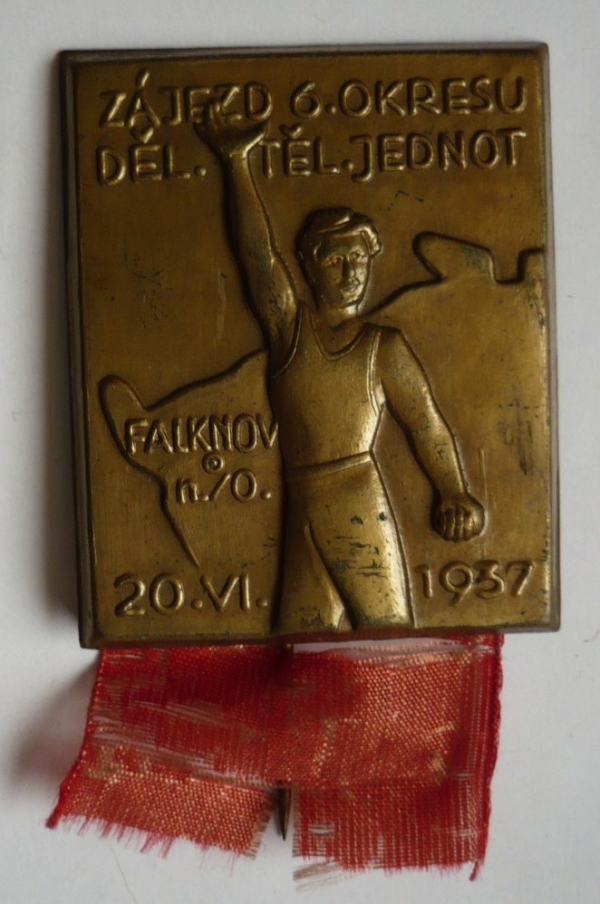 ZÁJEZD 6.OKRESU
DĚL. TĚL.JEDNOT
FALKNOV
n./O.
20.VI. 1937